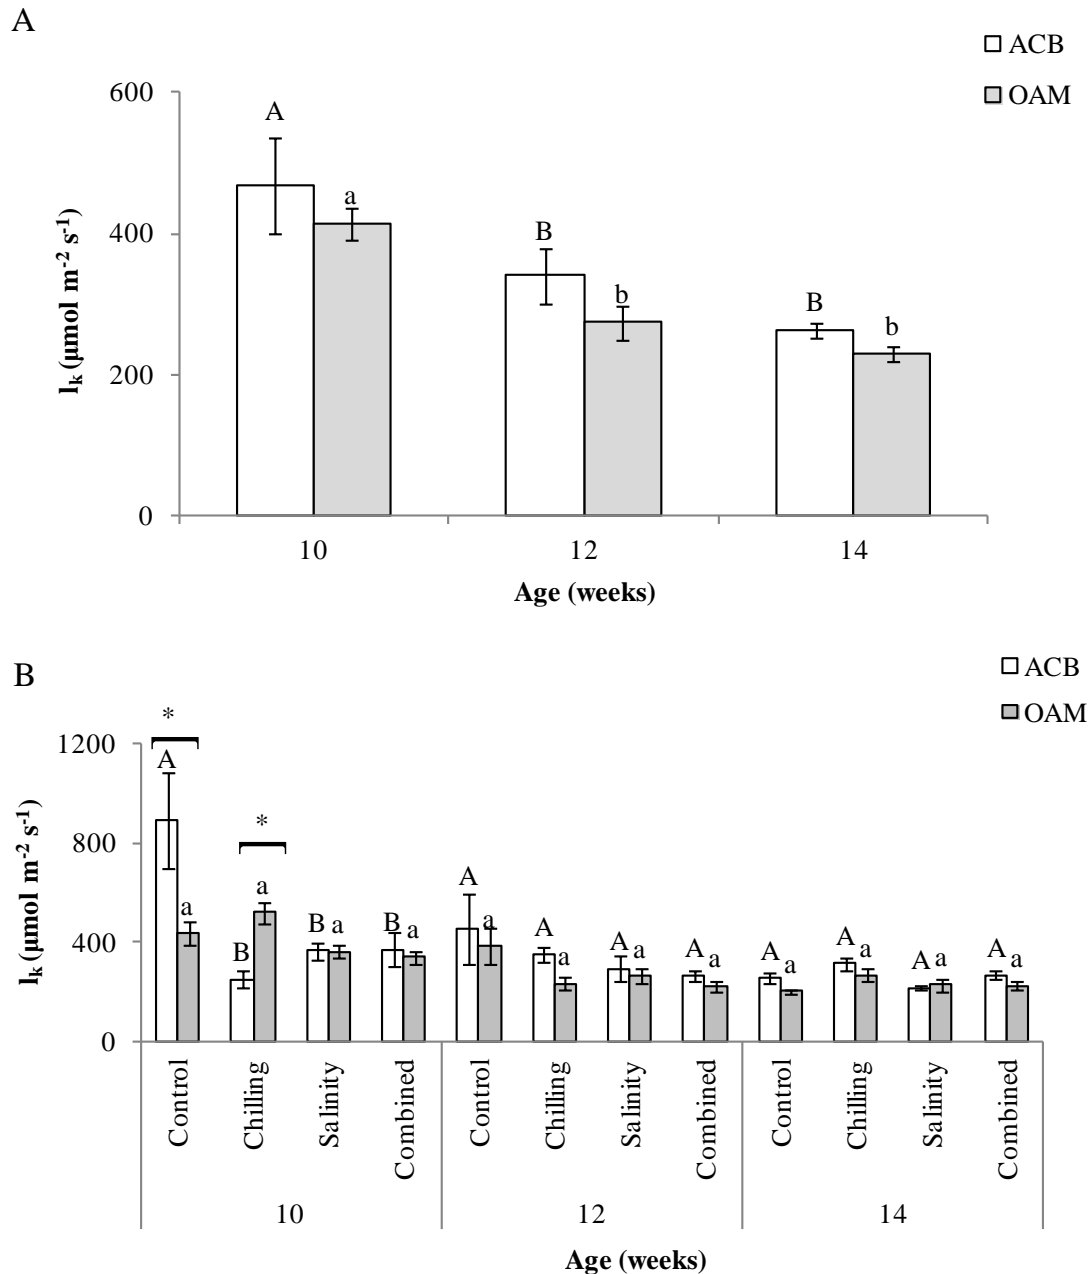 A
ACB
OAM
600
400
200
0
A
a
B
b
B
b
Iₖ (μmol m⁻² s⁻¹)
10 12 14
Age (weeks)
B
ACB
OAM
* *
1200
800
400
0
A a B a B a B a A a A a A a A a A a A a A a A a
Iₖ (μmol m⁻² s⁻¹)
Control Chilling Salinity Combined Control Chilling Salinity Combined Control Chilling Salinity Combined
10 12 14
Age (weeks)